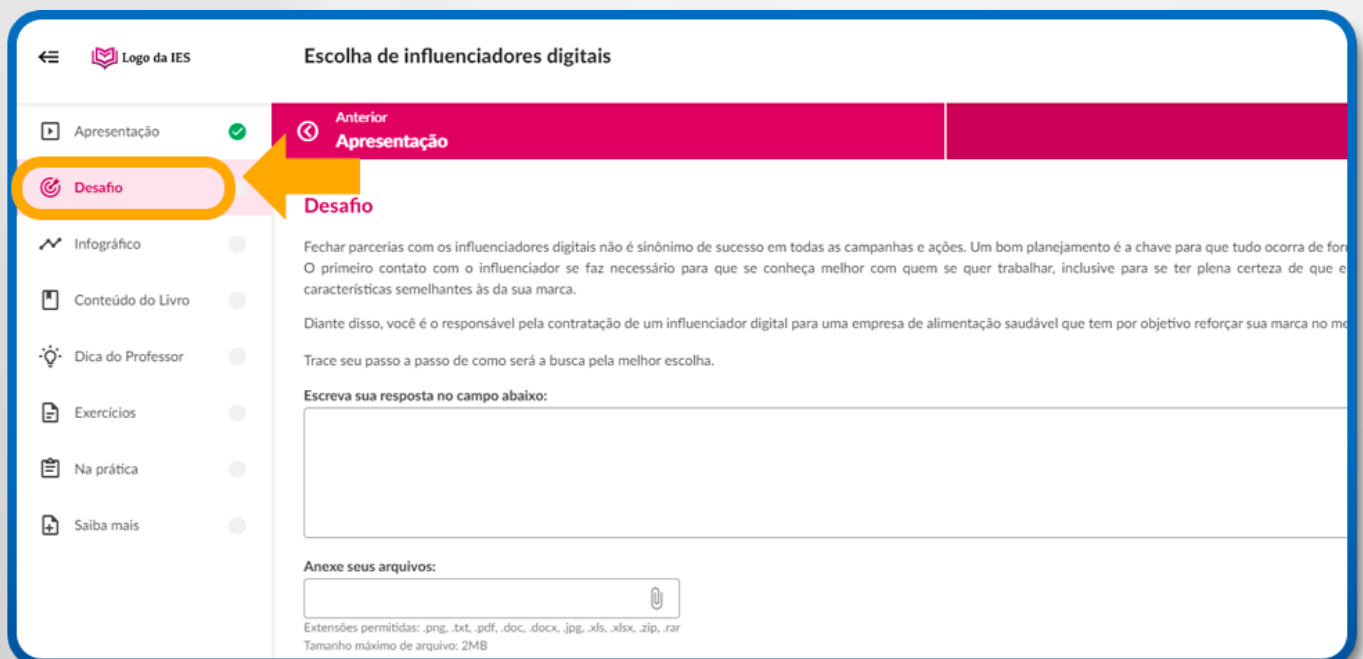 Logo da IES
Escolha de influenciadores digitais
Apresentação
Desafio
Infográfico
Conteúdo do Livro
Dica do Professor
Exercícios
Na prática
Saiba mais
Anterior
Apresentação
Desafio
Fechar parcerias com os influenciadores digitais não é sinônimo de sucesso em todas as campanhas e ações. Um bom planejamento é a chave para que tudo ocorra de
O primeiro contato com o influenciador se faz necessário para que se conheça melhor com quem se quer trabalhar, inclusive para se ter plena certeza de que
características semelhantes às da sua marca.
Diante disso, você é o responsável pela contratação de um influenciador digital para uma empresa de alimentação saudável que tem por objetivo reforçar sua marca no
Trace seu passo a passo de como será a busca pela melhor escolha.
Escreva sua resposta no campo abaixo:
Anexe seus arquivos:
Extensões permitidas: .png, .txt, .pdf, .doc, .docx, .jpg, .xls, .xlsx, .zip, .rar
Tamanho máximo de arquivo: 2MB